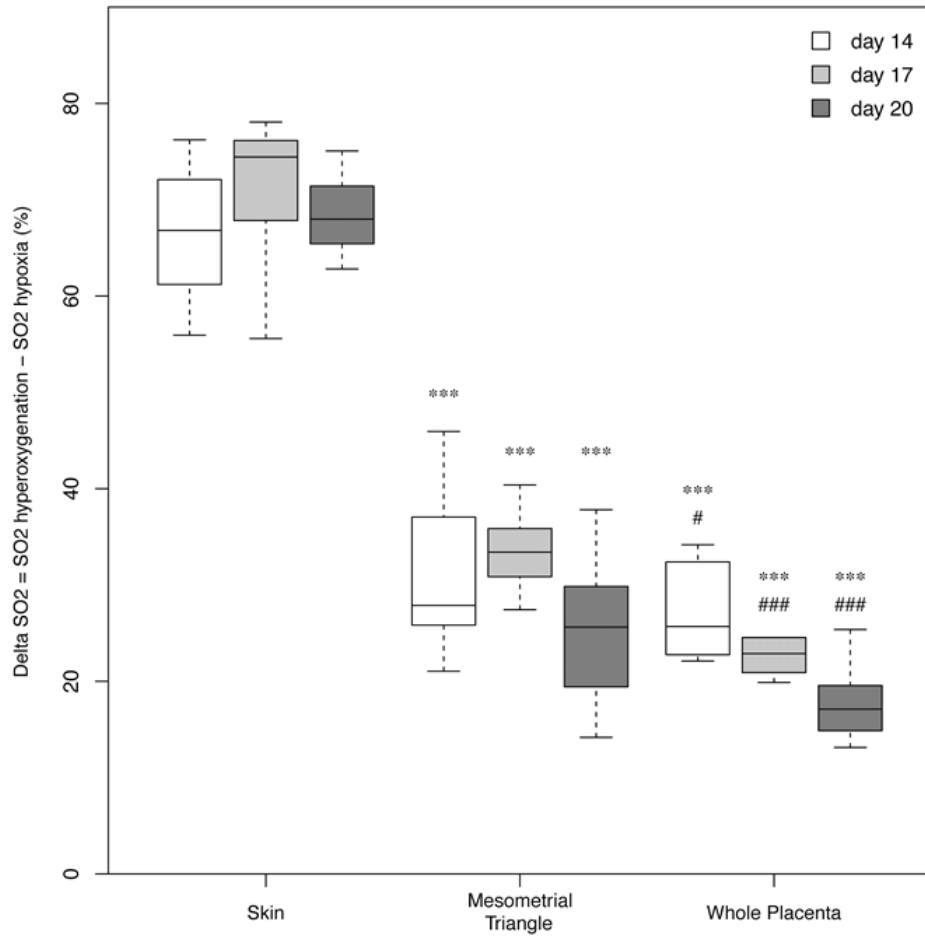 day 14
day 17
day 20
Delta SO2 = SO2 hyperoxygenation − SO2 hypoxia (%)
80
60
40
20
0
***
***
***
***
#
***
###
***
###
Skin
Mesometrial
Triangle
Whole Placenta